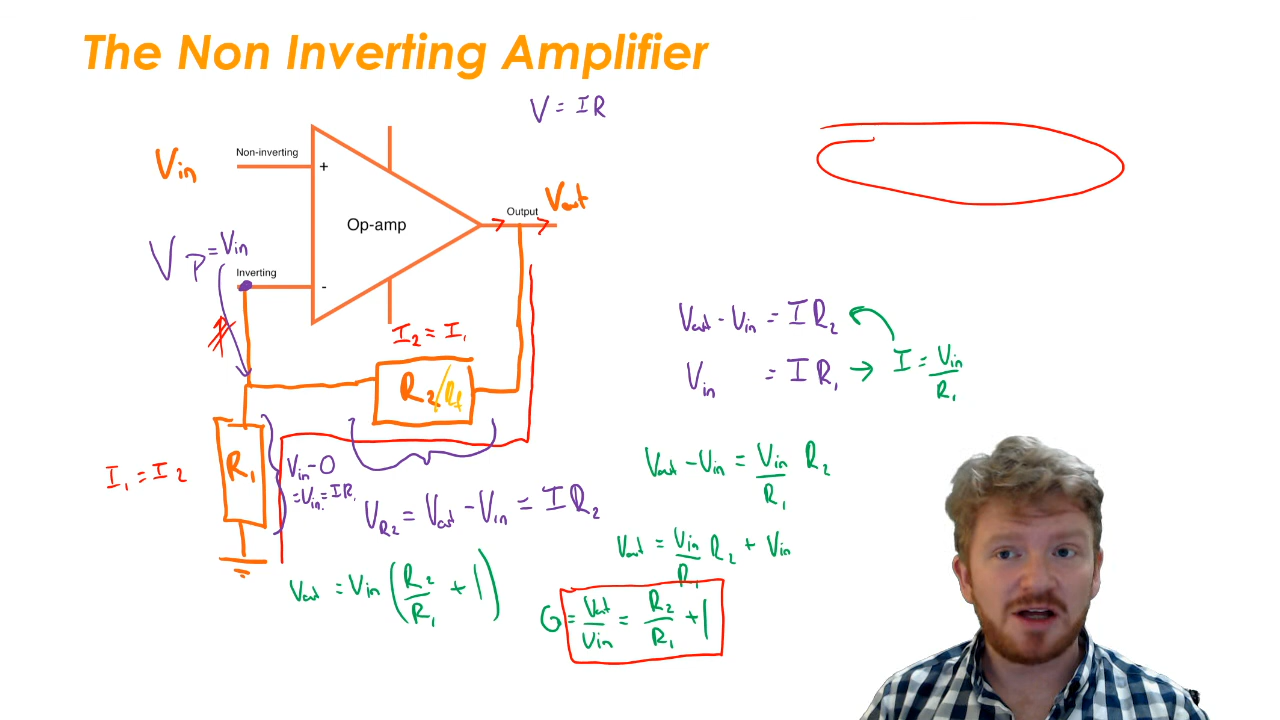 The Non Inverting Amplifier
V = IR
Vin
Non-inverting
+
Op-amp
Output
Vout
Vp = Vin
Inverting
-
I₂ = I₁
R₂/Rf
I₁ = I₂
R₁
Vin-0
=Vin=IR₁
VR₂ = Vout - Vin = IR₂
Vout = Vin (R₂/R₁ + 1)
Vout - Vin = IR₂
Vin = IR₁ → I = Vin/R₁
Vout - Vin = Vin/R₁ R₂
Vout = Vin/R₁ R₂ + Vin
G = Vout/Vin = R₂/R₁ + 1